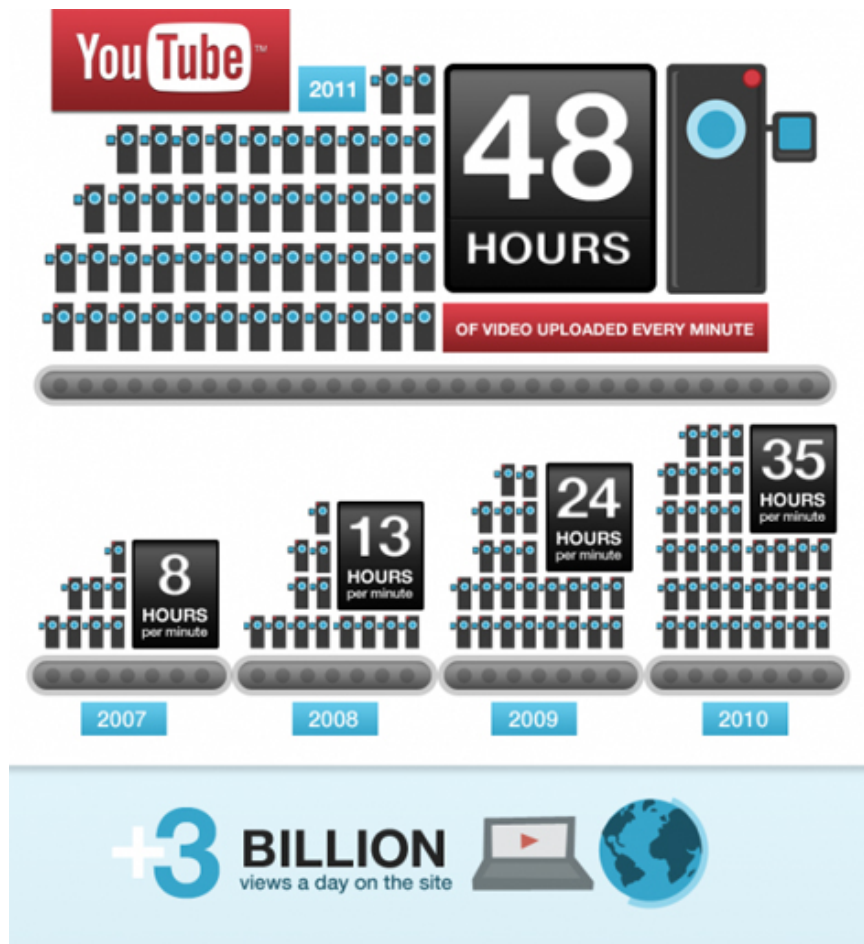 YouTube™
2011
48
HOURS
OF VIDEO UPLOADED EVERY MINUTE
8
HOURS
per minute
2007
13
HOURS
per minute
2008
24
HOURS
per minute
2009
35
HOURS
per minute
2010
+3 BILLION
views a day on the site